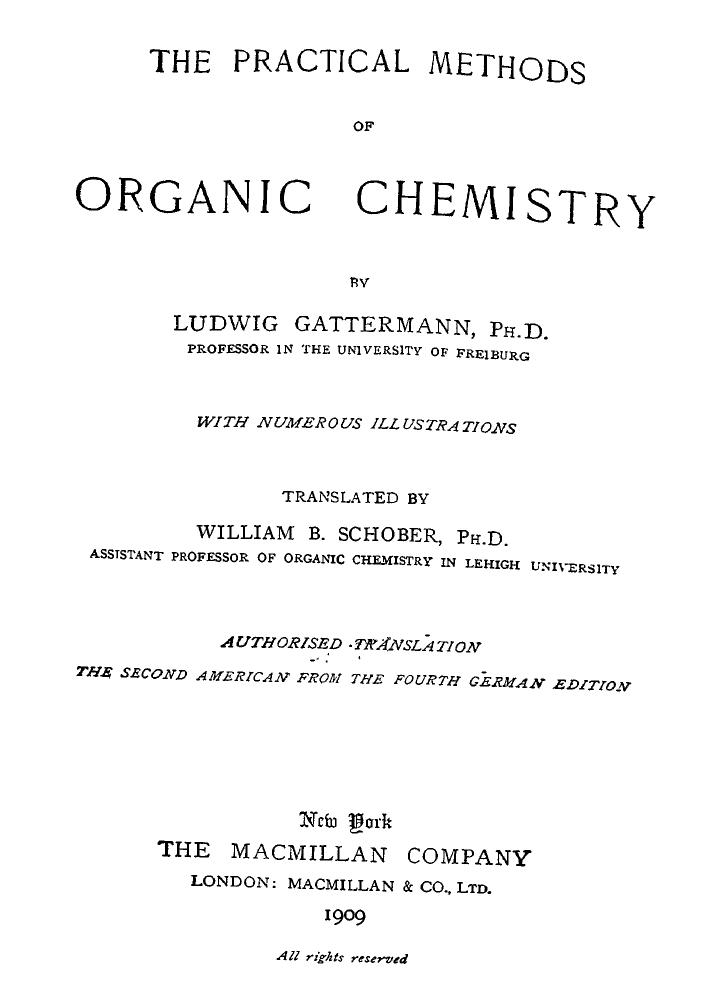 THE PRACTICAL METHODS
OF
ORGANIC CHEMISTRY
BY
LUDWIG GATTERMANN, PH.D.
PROFESSOR IN THE UNIVERSITY OF FREIBURG
WITH NUMEROUS ILLUSTRATIONS
TRANSLATED BY
WILLIAM B. SCHOBER, PH.D.
ASSISTANT PROFESSOR OF ORGANIC CHEMISTRY IN LEHIGH UNIVERSITY
AUTHORISED TRANSLATION
THE SECOND AMERICAN FROM THE FOURTH GERMAN EDITION
New York
THE MACMILLAN COMPANY
LONDON: MACMILLAN & CO., LTD.
1909
All rights reserved